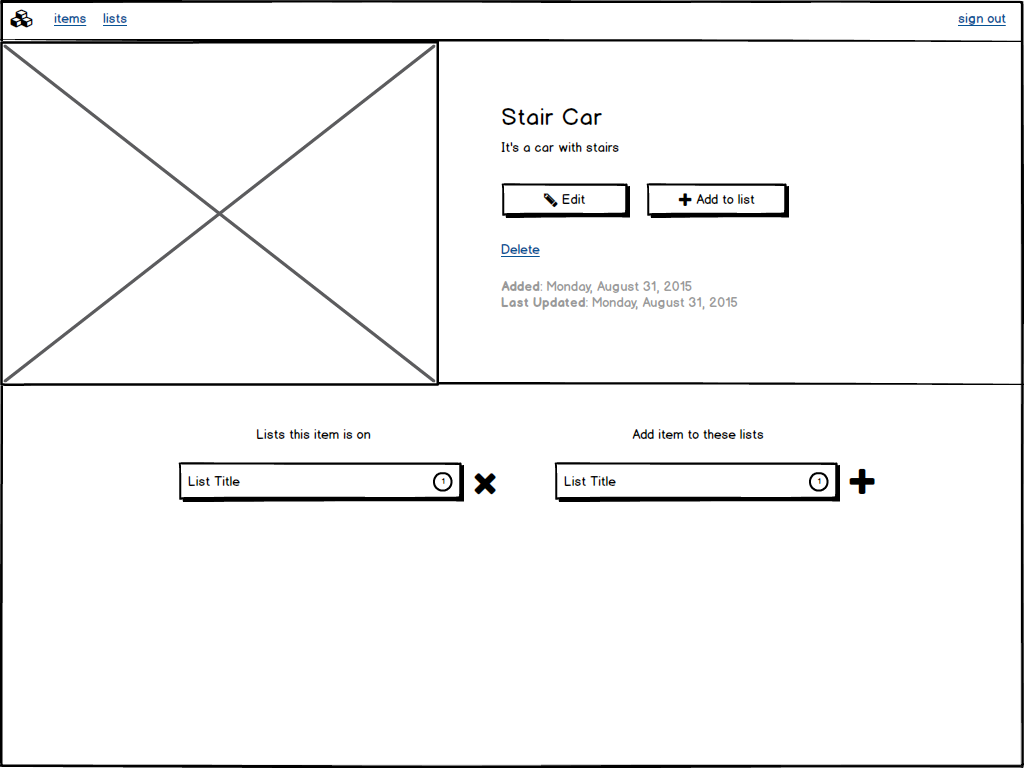 items lists sign out
Stair Car
It's a car with stairs
Edit Add to list
Delete
Added: Monday, August 31, 2015
Last Updated: Monday, August 31, 2015
Lists this item is on Add item to these lists
List Title 1 List Title 1